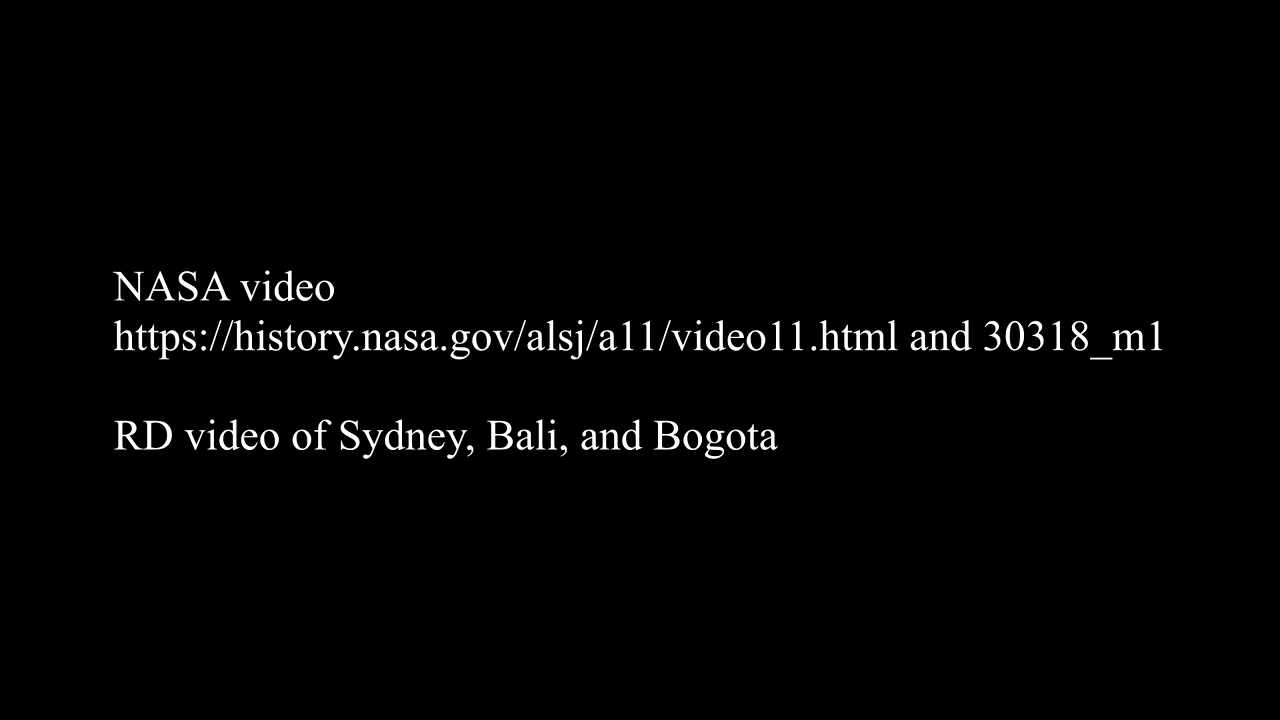 NASA video
https://history.nasa.gov/alsj/a11/video11.html and 30318_m1
RD video of Sydney, Bali, and Bogota